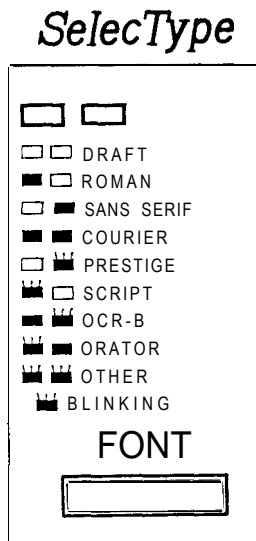 SelecType
DRAFT
ROMAN
SANS SERIF
COURIER
PRESTIGE
SCRIPT
OCR-B
ORATOR
OTHER
BLINKING
FONT